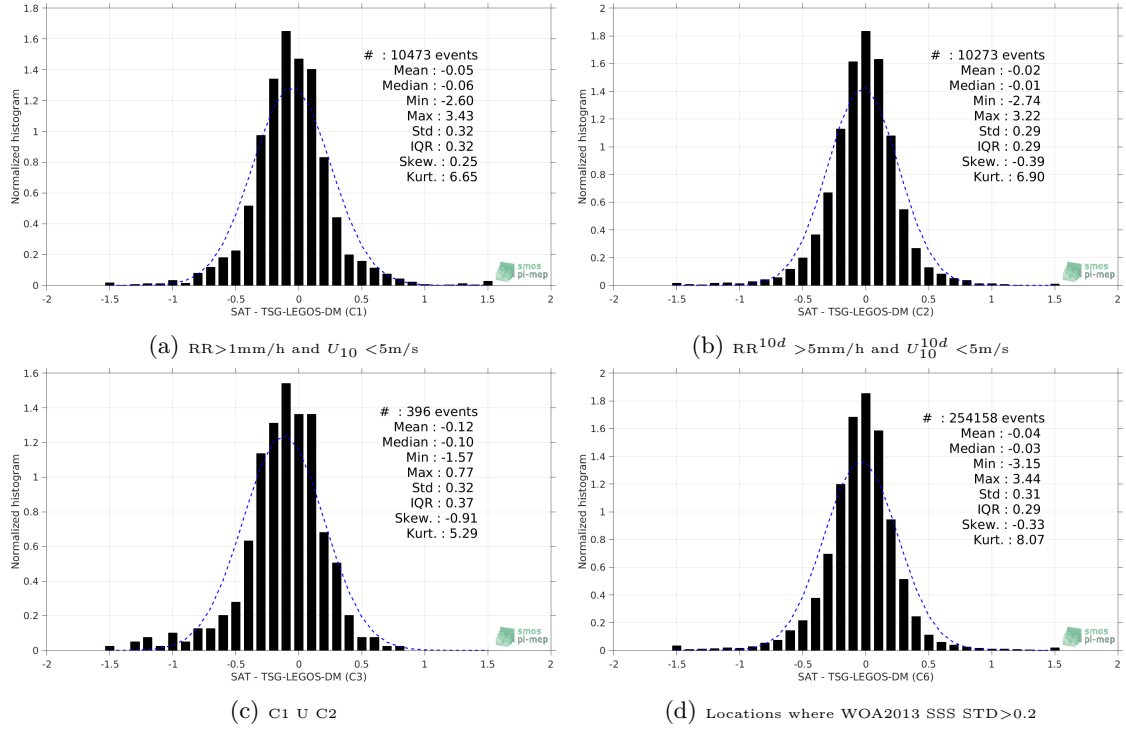 1.8
1.6
1.4
1.2
1
0.8
0.6
0.4
0.2
0
Normalized histogram
# : 10473 events
Mean : -0.05
Median : -0.06
Min : -2.60
Max : 3.43
Std : 0.32
IQR : 0.32
Skew. : 0.25
Kurt. : 6.65
smos
pi-mep
-2 -1.5 -1 -0.5 0 0.5 1 1.5 2
SAT - TSG-LEGOS-DM (C1)
(a) RR>1mm/h and U10 <5m/s
2
1.8
1.6
1.4
1.2
1
0.8
0.6
0.4
0.2
0
Normalized histogram
# : 10273 events
Mean : -0.02
Median : -0.01
Min : -2.74
Max : 3.22
Std : 0.29
IQR : 0.29
Skew. : -0.39
Kurt. : 6.90
smos
pi-mep
-2 -1.5 -1 -0.5 0 0.5 1 1.5 2
SAT - TSG-LEGOS-DM (C2)
(b) RR^10d >5mm/h and U10^10d <5m/s
1.6
1.4
1.2
1
0.8
0.6
0.4
0.2
0
Normalized histogram
# : 396 events
Mean : -0.12
Median : -0.10
Min : -1.57
Max : 0.77
Std : 0.32
IQR : 0.37
Skew. : -0.91
Kurt. : 5.29
smos
pi-mep
-2 -1.5 -1 -0.5 0 0.5 1 1.5 2
SAT - TSG-LEGOS-DM (C3)
(c) C1 U C2
2
1.8
1.6
1.4
1.2
1
0.8
0.6
0.4
0.2
0
Normalized histogram
# : 254158 events
Mean : -0.04
Median : -0.03
Min : -3.15
Max : 3.44
Std : 0.31
IQR : 0.29
Skew. : -0.33
Kurt. : 8.07
smos
pi-mep
-2 -1.5 -1 -0.5 0 0.5 1 1.5 2
SAT - TSG-LEGOS-DM (C6)
(d) Locations where WOA2013 SSS STD>0.2